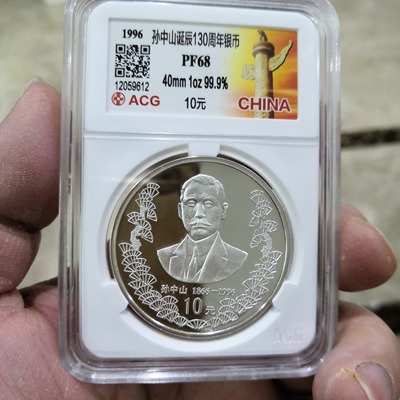 1996 孙中山诞辰130周年银币
PF68
12059612 40mm 1oz 99.9%
ACG 10元 CHINA
孙中山 1866-1996
10元
ACG